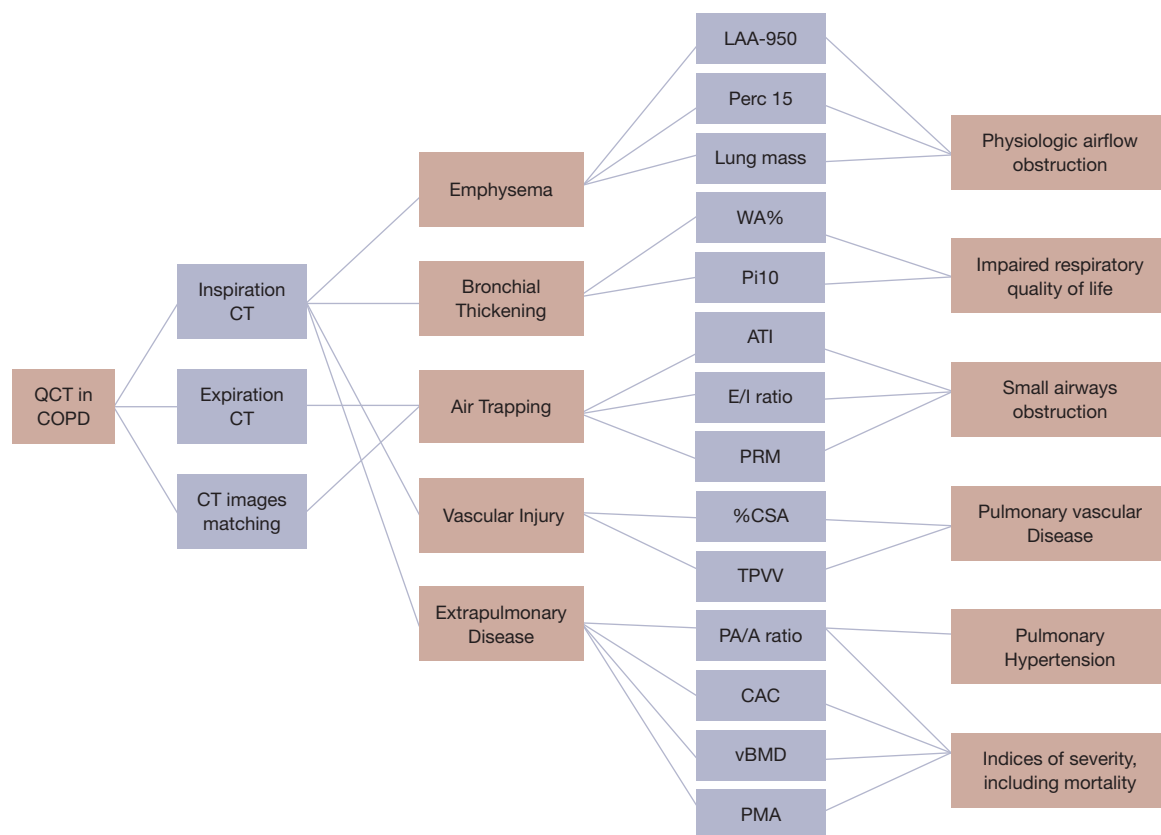 QCT in
COPD
Inspiration
CT
Expiration
CT
CT images
matching
Emphysema
Bronchial
Thickening
Air Trapping
Vascular Injury
Extrapulmonary
Disease
LAA-950
Perc 15
Lung mass
WA%
Pi10
ATI
E/I ratio
PRM
%CSA
TPVV
PA/A ratio
CAC
vBMD
PMA
Physiologic airflow
obstruction
Impaired respiratory
quality of life
Small airways
obstruction
Pulmonary vascular
Disease
Pulmonary
Hypertension
Indices of severity,
including mortality